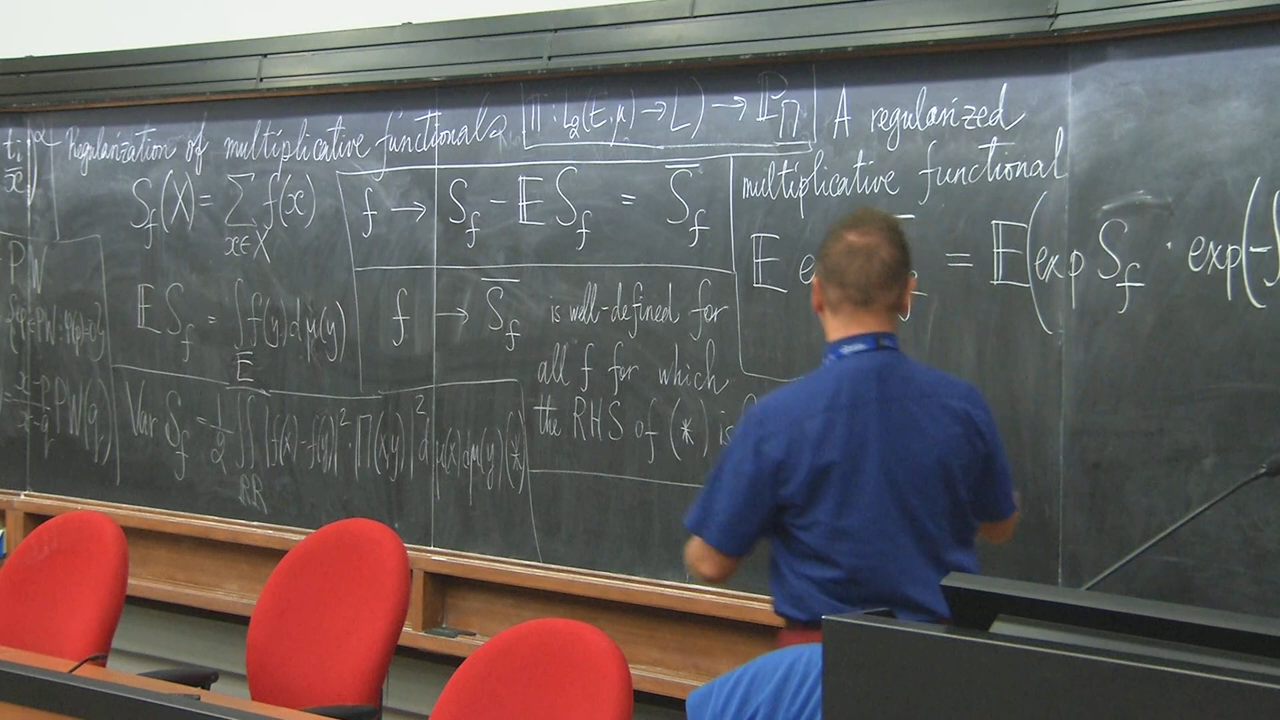 Regularization of multiplicative functionals
Π : L₂(E,μ) → L) → ℙ_Π
S_f(X) = ∑_{x∈X} f(x)
𝔼 S_f = ∫_E f(y) dμ(y)
Var S_f = 1/2 ∬_{RR} |f(x)-f(y)|²·|Π(x,y)|² dμ(x)dμ(y) (*)
f → S_f - 𝔼 S_f = S̅_f
f → S̅_f is well-defined for
all f for which
the RHS of (*) is
A regularized
multiplicative functional
𝔼 = 𝔼(exp S_f · exp(-
PW